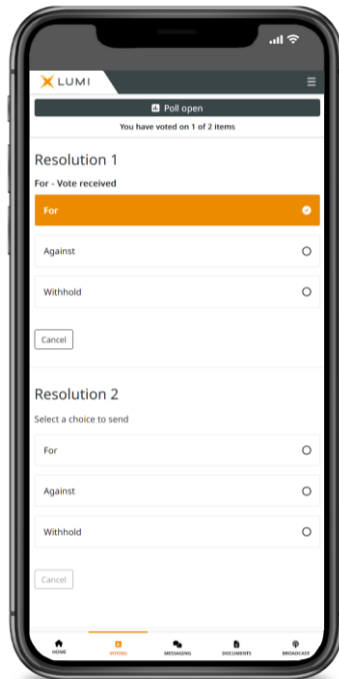 LUMI
Poll open
You have voted on 1 of 2 items
Resolution 1
For - Vote received
For
Against
Withhold
Cancel
Resolution 2
Select a choice to send
For
Against
Withhold
Cancel
HOME VOTING MESSAGING DOCUMENTS BROADCAST